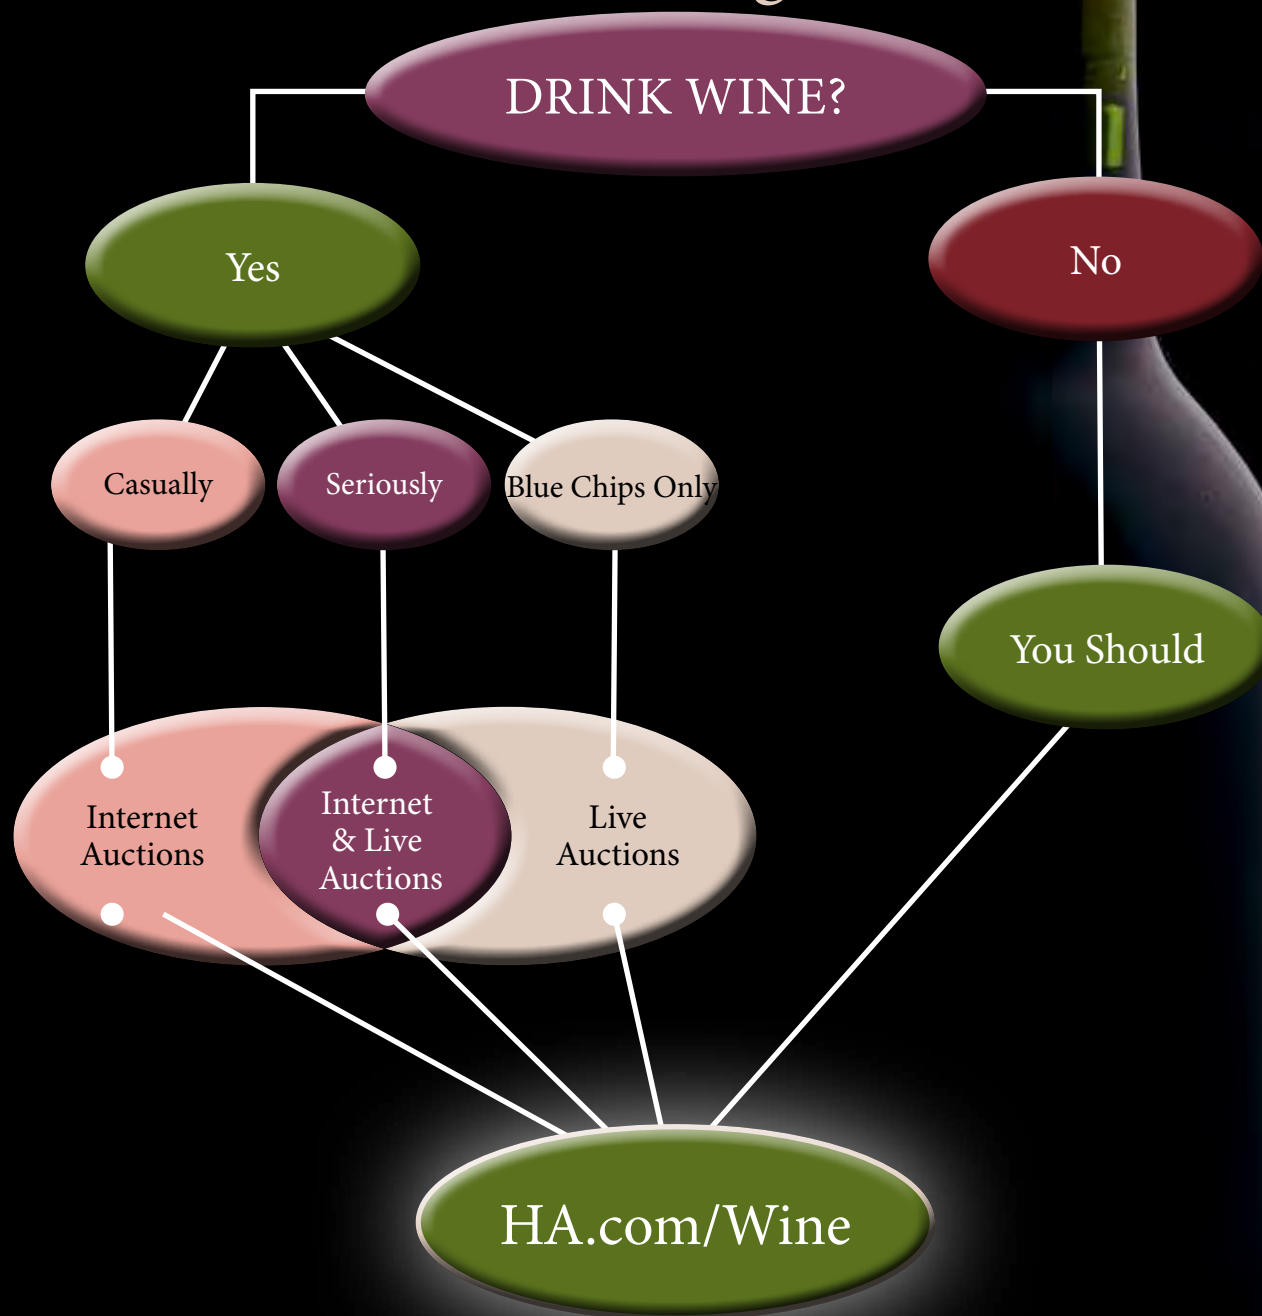 DRINK WINE?
Yes
No
Casually
Seriously
Blue Chips Only
You Should
Internet
Auctions
Internet
& Live
Auctions
Live
Auctions
HA.com/Wine